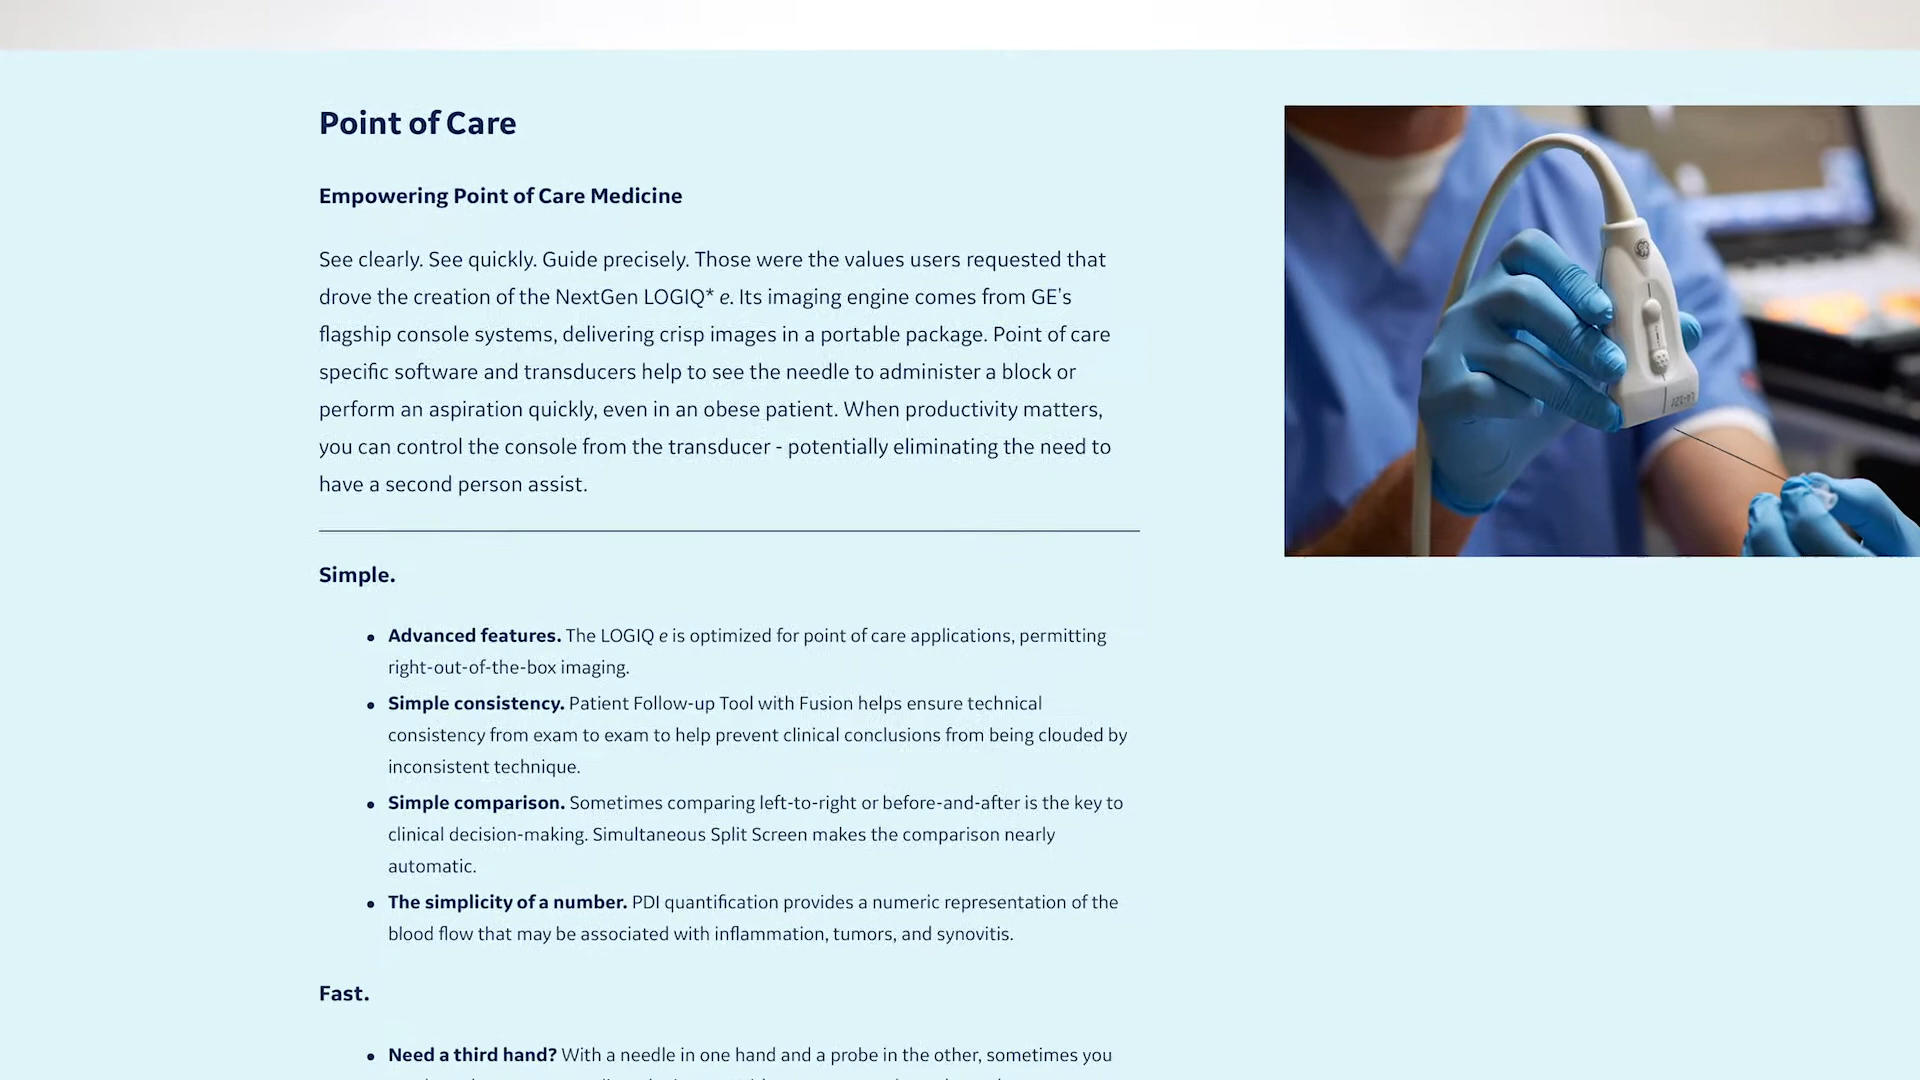 Point of Care
Empowering Point of Care Medicine
See clearly. See quickly. Guide precisely. Those were the values users requested that
drove the creation of the NextGen LOGIQ* e. Its imaging engine comes from GE's
flagship console systems, delivering crisp images in a portable package. Point of care
specific software and transducers help to see the needle to administer a block or
perform an aspiration quickly, even in an obese patient. When productivity matters,
you can control the console from the transducer - potentially eliminating the need to
have a second person assist.
Simple.
• Advanced features. The LOGIQ e is optimized for point of care applications, permitting
right-out-of-the-box imaging.
• Simple consistency. Patient Follow-up Tool with Fusion helps ensure technical
consistency from exam to exam to help prevent clinical conclusions from being clouded by
inconsistent technique.
• Simple comparison. Sometimes comparing left-to-right or before-and-after is the key to
clinical decision-making. Simultaneous Split Screen makes the comparison nearly
automatic.
• The simplicity of a number. PDI quantification provides a numeric representation of the
blood flow that may be associated with inflammation, tumors, and synovitis.
Fast.
• Need a third hand? With a needle in one hand and a probe in the other, sometimes you